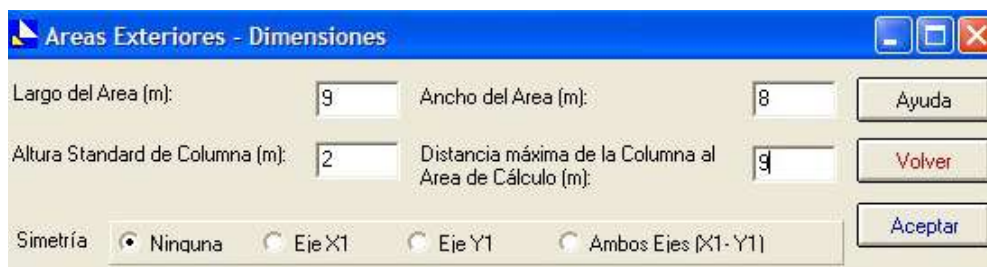 Areas Exteriores - Dimensiones
Largo del Area (m): 9 Ancho del Area (m): 8 Ayuda
Altura Standard de Columna (m): 2 Distancia máxima de la Columna al Area de Cálculo (m): 9 Volver
Simetría Ninguna Eje X1 Eje Y1 Ambos Ejes (X1-Y1) Aceptar